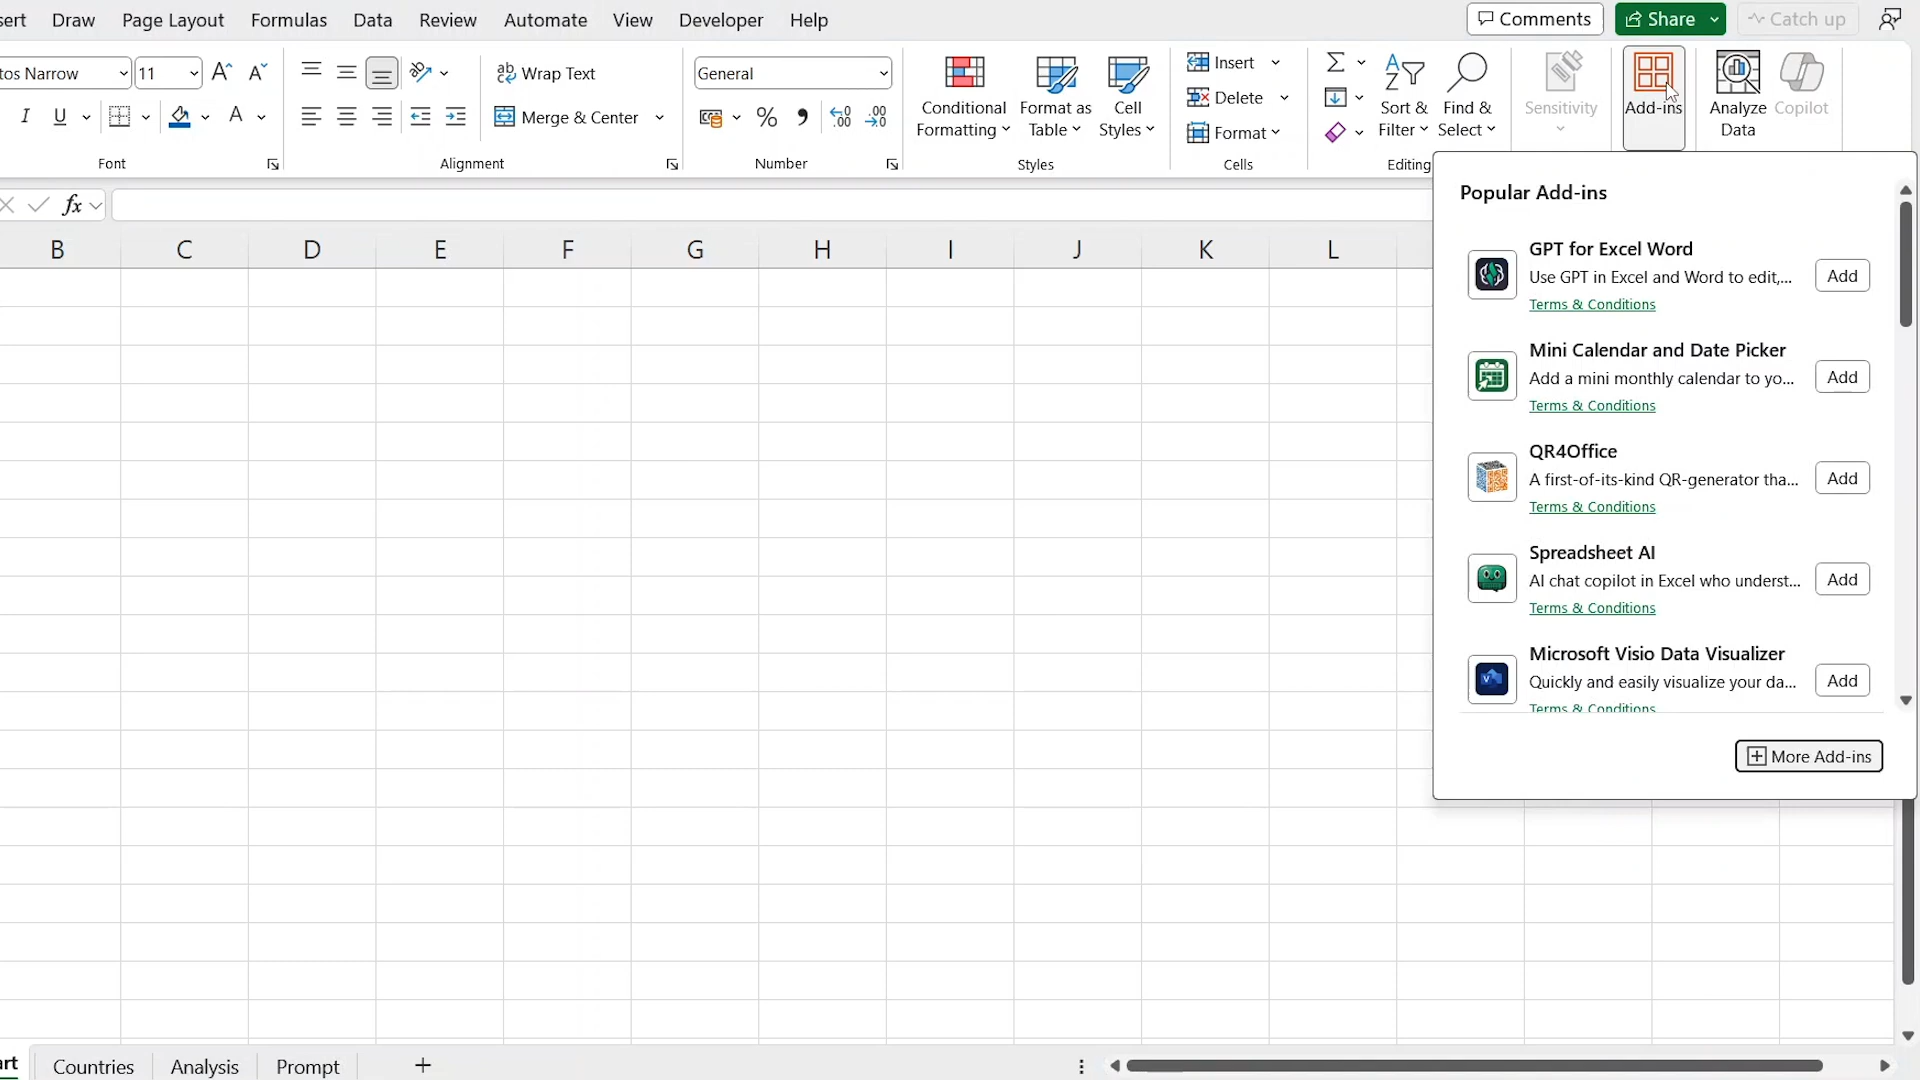 Draw Page Layout Formulas Data Review Automate View Developer Help Comments Share Catch up
Narrow 11 Wrap Text General Insert
Delete
Conditional Formatting Format as Table Cell Styles Sort & Filter Find & Select Sensitivity Add-ins Analyze Data Copilot
I U A Merge & Center % Format
Font Alignment Number Styles Cells Editing
fx
B C D E F G H I J K L
Popular Add-ins
GPT for Excel Word
Use GPT in Excel and Word to edit,...
Add
Terms & Conditions
Mini Calendar and Date Picker
Add a mini monthly calendar to yo...
Add
Terms & Conditions
QR4Office
A first-of-its-kind QR-generator tha...
Add
Terms & Conditions
Spreadsheet AI
AI chat copilot in Excel who underst...
Add
Terms & Conditions
Microsoft Visio Data Visualizer
Quickly and easily visualize your da...
Add
Terms & Conditions
More Add-ins
Countries Analysis Prompt